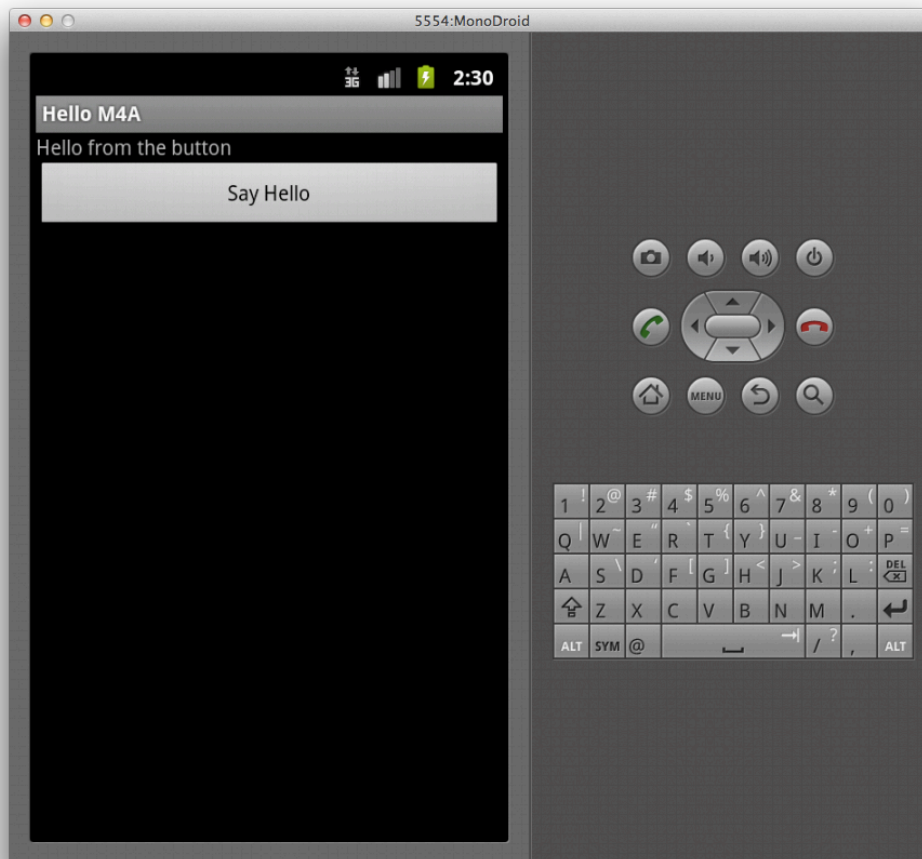 5554:MonoDroid
3G 2:30
Hello M4A
Hello from the button
Say Hello
MENU
1 ! 2 @ 3 # 4 $ 5 % 6 ^ 7 & 8 * 9 ( 0 )
Q | W ~ E " R ` T { Y } U _ I - O + P =
A S \ D ' F [ G ] H < J > K ; L : DEL
Z X C V B N M .
ALT SYM @ / ? , ALT